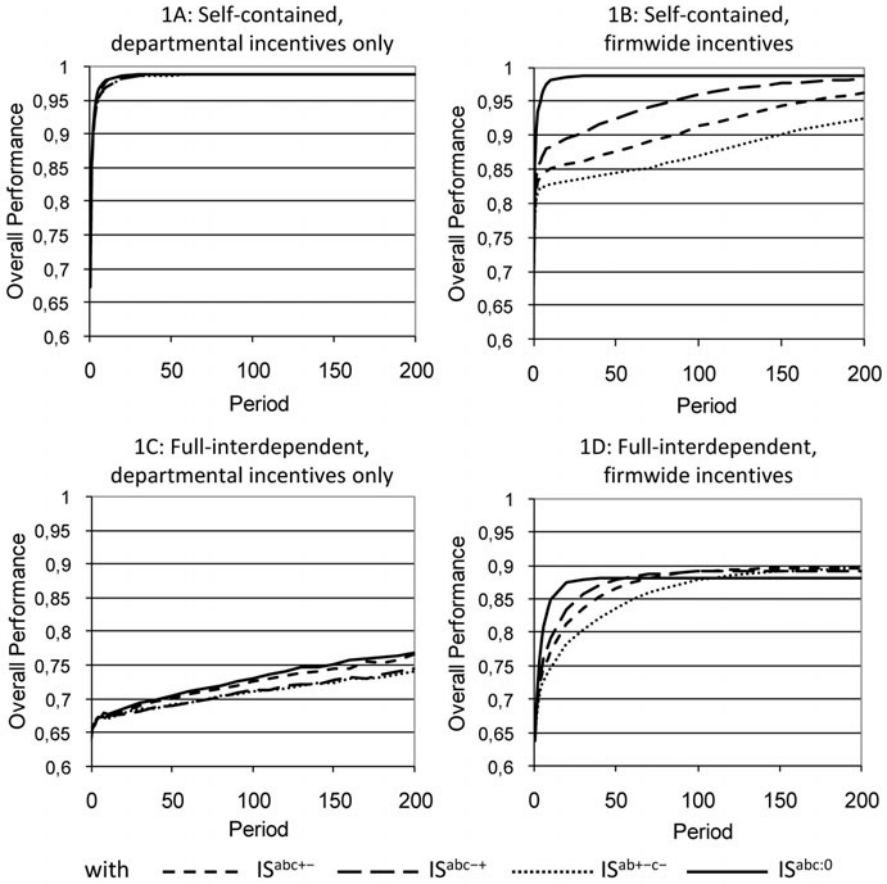 1A: Self-contained,
departmental incentives only
1
0,95
0,9
0,85
0,8
0,75
0,7
0,65
0,6
Overall Performance
0 50 100 150 200
Period
1B: Self-contained,
firmwide incentives
1
0,95
0,9
0,85
0,8
0,75
0,7
0,65
0,6
Overall Performance
0 50 100 150 200
Period
1C: Full-interdependent,
departmental incentives only
1
0,95
0,9
0,85
0,8
0,75
0,7
0,65
0,6
Overall Performance
0 50 100 150 200
Period
1D: Full-interdependent,
firmwide incentives
1
0,95
0,9
0,85
0,8
0,75
0,7
0,65
0,6
Overall Performance
0 50 100 150 200
Period
with IS^abc+− IS^abc−+ IS^ab+−c− IS^abc:0